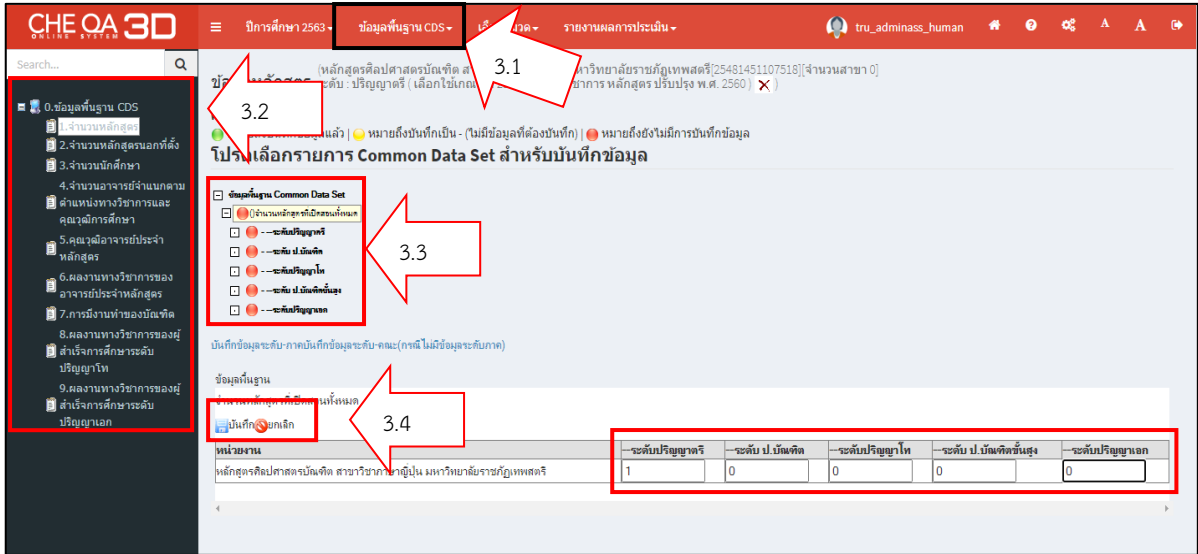 CHE QA 3D
ONLINE SYSTEM
ปีการศึกษา 2563
ข้อมูลพื้นฐาน CDS
รายงานผลการประเมิน
tru_adminass_human
A
A
Search...
0.ข้อมูลพื้นฐาน CDS
1.จำนวนหลักสูตร
2.จำนวนหลักสูตรนอกที่ตั้ง
3.จำนวนนักศึกษา
4.จำนวนอาจารย์จำแนกตาม
ตำแหน่งทางวิชาการและ
คุณวุฒิการศึกษา
5.คุณวุฒิอาจารย์ประจำ
หลักสูตร
6.ผลงานทางวิชาการของ
อาจารย์ประจำหลักสูตร
7.การมีงานทำของบัณฑิต
8.ผลงานทางวิชาการของผู้
สำเร็จการศึกษาระดับ
ปริญญาโท
9.ผลงานทางวิชาการของผู้
สำเร็จการศึกษาระดับ
ปริญญาเอก
3.1
3.2
(หลักสูตรศิลปศาสตรบัณฑิต หาวิทยาลัยราชภัฏเทพสตรี[25481451107518][จำนวนสาขา 0]
ระดับ : ปริญญาตรี ( เลือกใช้เกณ ชาการ หลักสูตร ปรับปรุง พ.ศ. 2560 ) )
แล้ว | หมายถึงบันทึกเป็น - (ไม่มีข้อมูลที่ต้องบันทึก) | หมายถึงยังไม่มีการบันทึกข้อมูล
โปรดเลือกรายการ Common Data Set สำหรับบันทึกข้อมูล
ข้อมูลพื้นฐาน Common Data Set
()จำนวนหลักสูตรที่เปิดสอนทั้งหมด
- --ระดับปริญญาตรี
- --ระดับ ป.บัณฑิต
- --ระดับปริญญาโท
- --ระดับ ป.บัณฑิตขั้นสูง
- --ระดับปริญญาเอก
3.3
บันทึกข้อมูลระดับ-ภาคบันทึกข้อมูลระดับ-คณะ(กรณีไม่มีข้อมูลระดับภาค)
ข้อมูลพื้นฐาน
จำนวนหลักสูตรที่เปิดสอนทั้งหมด
บันทึก ยกเลิก
3.4
หน่วยงาน --ระดับปริญญาตรี --ระดับ ป.บัณฑิต --ระดับปริญญาโท --ระดับ ป.บัณฑิตขั้นสูง --ระดับปริญญาเอก
หลักสูตรศิลปศาสตรบัณฑิต สาขาวิชาภาษาญี่ปุ่น มหาวิทยาลัยราชภัฏเทพสตรี 1 0 0 0 0